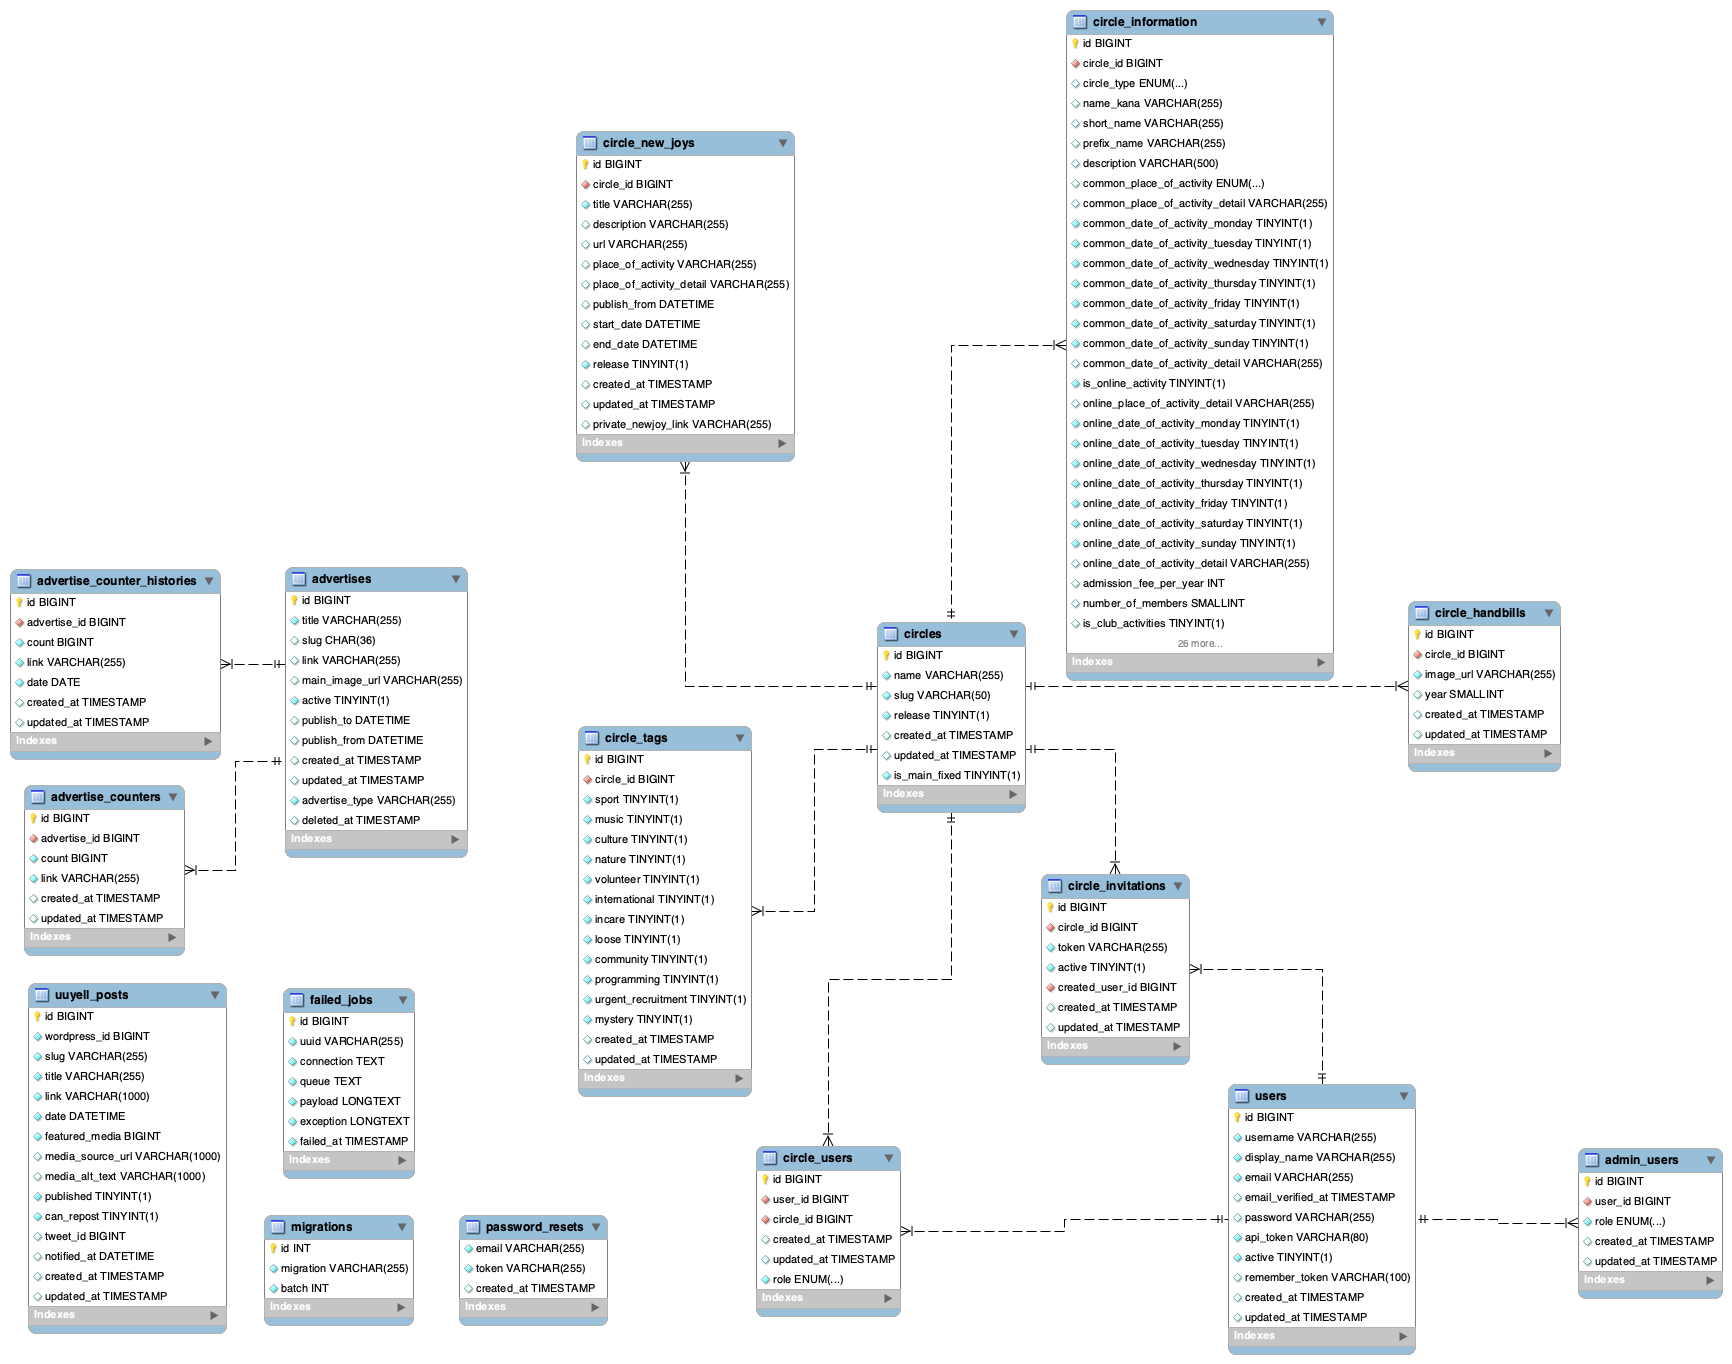 circle_information
id BIGINT
circle_id BIGINT
circle_type ENUM(...)
name_kana VARCHAR(255)
short_name VARCHAR(255)
prefix_name VARCHAR(255)
description VARCHAR(500)
common_place_of_activity ENUM(...)
common_place_of_activity_detail VARCHAR(255)
common_date_of_activity_monday TINYINT(1)
common_date_of_activity_tuesday TINYINT(1)
common_date_of_activity_wednesday TINYINT(1)
common_date_of_activity_thursday TINYINT(1)
common_date_of_activity_friday TINYINT(1)
common_date_of_activity_saturday TINYINT(1)
common_date_of_activity_sunday TINYINT(1)
common_date_of_activity_detail VARCHAR(255)
is_online_activity TINYINT(1)
online_place_of_activity_detail VARCHAR(255)
online_date_of_activity_monday TINYINT(1)
online_date_of_activity_tuesday TINYINT(1)
online_date_of_activity_wednesday TINYINT(1)
online_date_of_activity_thursday TINYINT(1)
online_date_of_activity_friday TINYINT(1)
online_date_of_activity_saturday TINYINT(1)
online_date_of_activity_sunday TINYINT(1)
online_date_of_activity_detail VARCHAR(255)
admission_fee_per_year INT
number_of_members SMALLINT
is_club_activities TINYINT(1)
26 more...
Indexes
circle_new_joys
id BIGINT
circle_id BIGINT
title VARCHAR(255)
description VARCHAR(255)
url VARCHAR(255)
place_of_activity VARCHAR(255)
place_of_activity_detail VARCHAR(255)
publish_from DATETIME
start_date DATETIME
end_date DATETIME
release TINYINT(1)
created_at TIMESTAMP
updated_at TIMESTAMP
private_newjoy_link VARCHAR(255)
Indexes
advertise_counter_histories
id BIGINT
advertise_id BIGINT
count BIGINT
link VARCHAR(255)
date DATE
created_at TIMESTAMP
updated_at TIMESTAMP
Indexes
advertises
id BIGINT
title VARCHAR(255)
slug CHAR(36)
link VARCHAR(255)
main_image_url VARCHAR(255)
active TINYINT(1)
publish_to DATETIME
publish_from DATETIME
created_at TIMESTAMP
updated_at TIMESTAMP
advertise_type VARCHAR(255)
deleted_at TIMESTAMP
Indexes
circles
id BIGINT
name VARCHAR(255)
slug VARCHAR(50)
release TINYINT(1)
created_at TIMESTAMP
updated_at TIMESTAMP
is_main_fixed TINYINT(1)
Indexes
circle_handbills
id BIGINT
circle_id BIGINT
image_url VARCHAR(255)
year SMALLINT
created_at TIMESTAMP
updated_at TIMESTAMP
Indexes
circle_tags
id BIGINT
circle_id BIGINT
sport TINYINT(1)
music TINYINT(1)
culture TINYINT(1)
nature TINYINT(1)
volunteer TINYINT(1)
international TINYINT(1)
incare TINYINT(1)
loose TINYINT(1)
community TINYINT(1)
programming TINYINT(1)
urgent_recruitment TINYINT(1)
mystery TINYINT(1)
created_at TIMESTAMP
updated_at TIMESTAMP
Indexes
advertise_counters
id BIGINT
advertise_id BIGINT
count BIGINT
link VARCHAR(255)
created_at TIMESTAMP
updated_at TIMESTAMP
Indexes
circle_invitations
id BIGINT
circle_id BIGINT
token VARCHAR(255)
active TINYINT(1)
created_user_id BIGINT
created_at TIMESTAMP
updated_at TIMESTAMP
Indexes
uuyell_posts
id BIGINT
wordpress_id BIGINT
slug VARCHAR(255)
title VARCHAR(255)
link VARCHAR(1000)
date DATETIME
featured_media BIGINT
media_source_url VARCHAR(1000)
media_alt_text VARCHAR(1000)
published TINYINT(1)
can_repost TINYINT(1)
tweet_id BIGINT
notified_at DATETIME
created_at TIMESTAMP
updated_at TIMESTAMP
Indexes
failed_jobs
id BIGINT
uuid VARCHAR(255)
connection TEXT
queue TEXT
payload LONGTEXT
exception LONGTEXT
failed_at TIMESTAMP
Indexes
users
id BIGINT
username VARCHAR(255)
display_name VARCHAR(255)
email VARCHAR(255)
email_verified_at TIMESTAMP
password VARCHAR(255)
api_token VARCHAR(80)
active TINYINT(1)
remember_token VARCHAR(100)
created_at TIMESTAMP
updated_at TIMESTAMP
Indexes
circle_users
id BIGINT
user_id BIGINT
circle_id BIGINT
created_at TIMESTAMP
updated_at TIMESTAMP
role ENUM(...)
Indexes
admin_users
id BIGINT
user_id BIGINT
role ENUM(...)
created_at TIMESTAMP
updated_at TIMESTAMP
Indexes
migrations
id INT
migration VARCHAR(255)
batch INT
Indexes
password_resets
email VARCHAR(255)
token VARCHAR(255)
created_at TIMESTAMP
Indexes